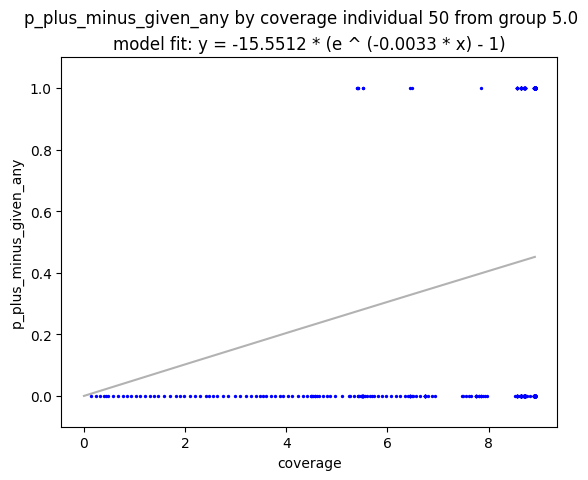 p_plus_minus_given_any by coverage individual 50 from group 5.0
model fit: y = -15.5512 * (e ^ (-0.0033 * x) - 1)
1.0
0.8
0.6
0.4
0.2
0.0
p_plus_minus_given_any
0 2 4 6 8
coverage